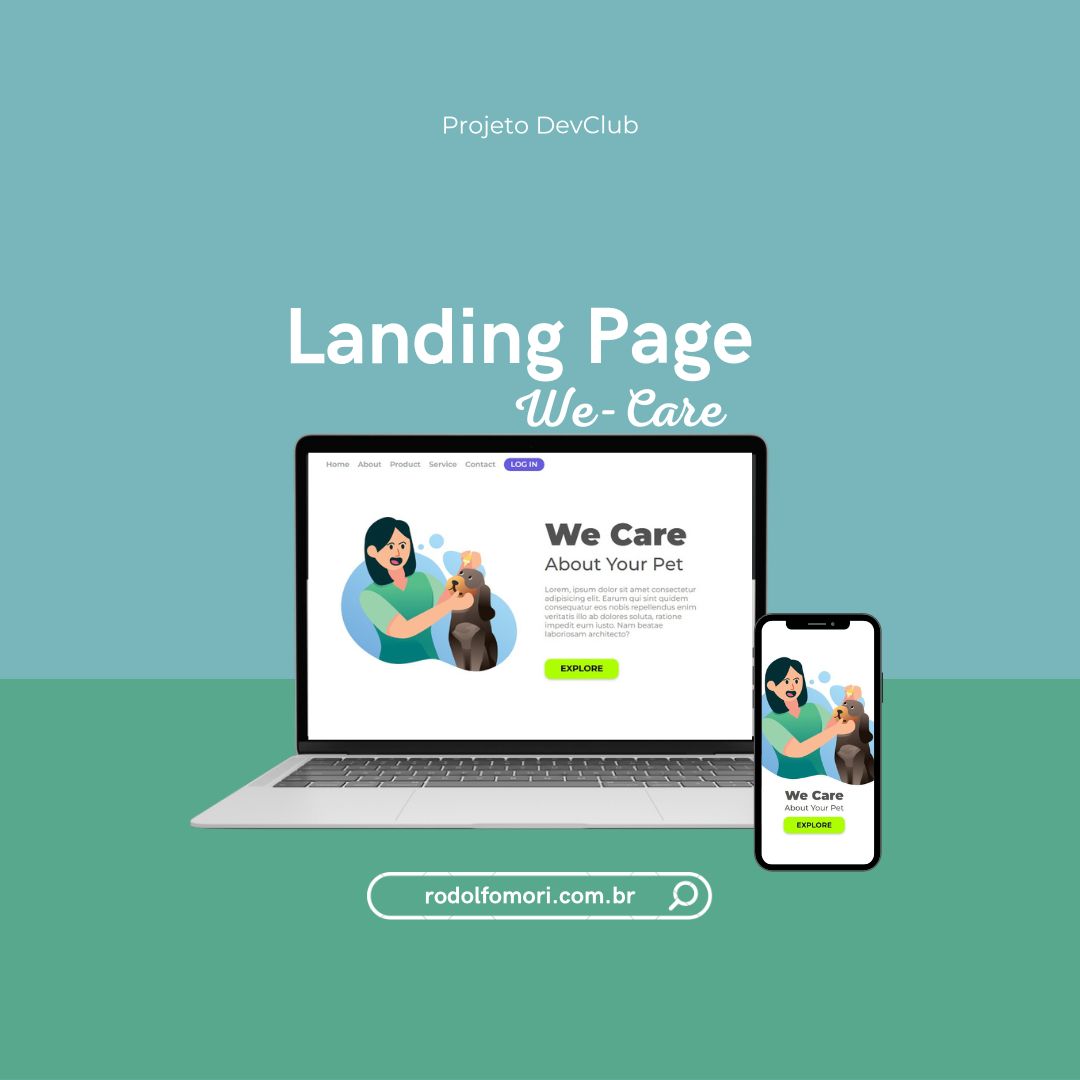 Projeto DevClub
Landing Page
We-Care
Home About Product Service Contact LOG IN
We Care
About Your Pet
Lorem, ipsum dolor sit amet consectetur
adipisicing elit. Earum qui sint quidem
consequatur eos nobis repellendus enim
veritatis illo ab dolores soluta, ratione
impedit eum iusto. Nam beatae
laboriosam architecto?
EXPLORE
We Care
About Your Pet
EXPLORE
rodolfomori.com.br